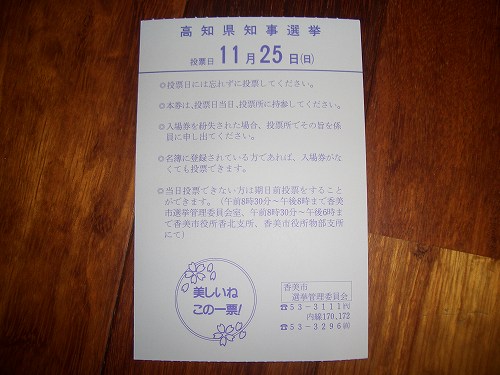 高知県知事選挙
投票日 11月25日(日)
◎投票日には忘れずに投票してください。
◎本券は、投票日当日、投票所に持参してください。
◎入場券を紛失された場合、投票所でその旨を係
員に申し出てください。
◎名簿に登録されている方であれば、入場券がな
くても投票できます。
◎当日投票できない方は期日前投票をすること
ができます。(午前8時30分～午後8時まで香美
市選挙管理委員会室、午前8時30分～午後6時ま
で香美市役所香北支所、香美市役所物部支所
にて)
美しいね
この一票!
香美市
選挙管理委員会
☎53-3111㈹
内線170,172
☎53-3296